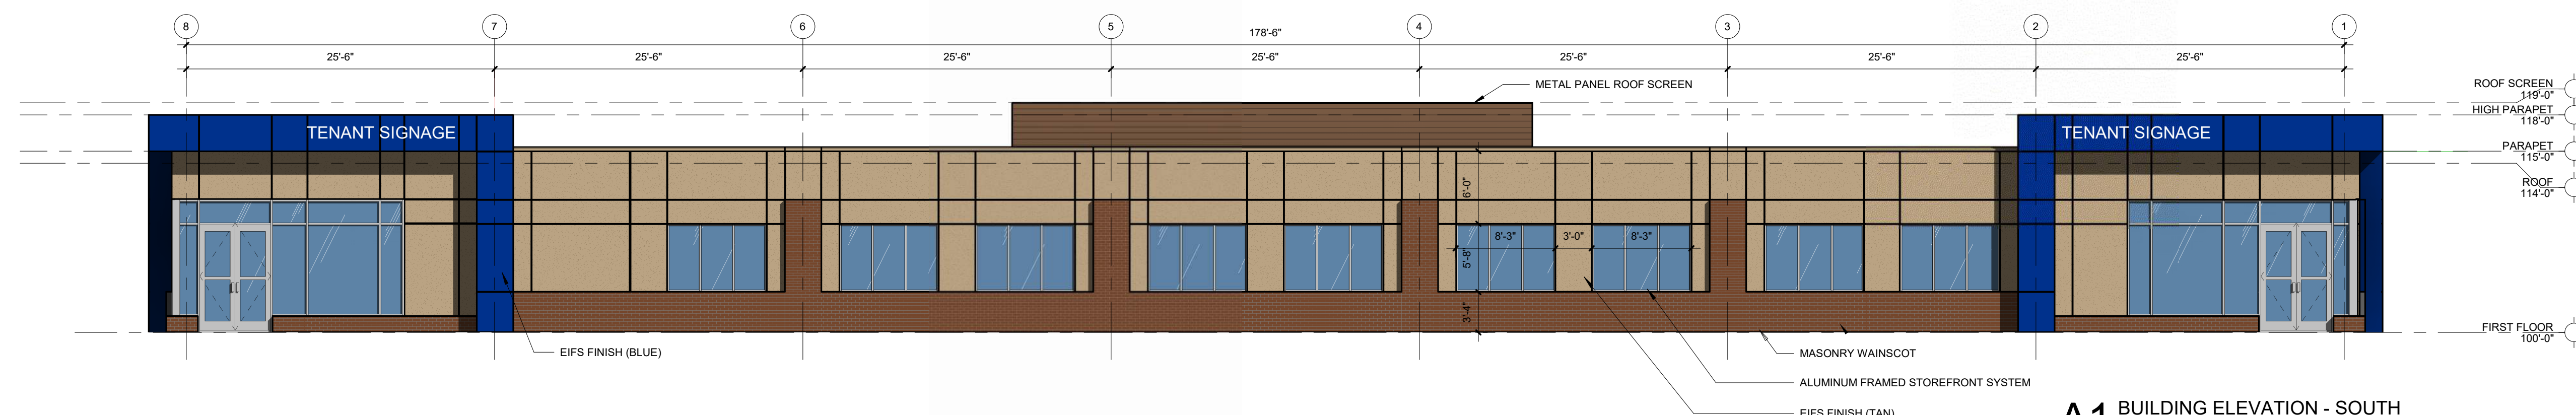 8 7 6 5 4 3 2 1
178'-6"
25'-6" 25'-6" 25'-6" 25'-6" 25'-6" 25'-6" 25'-6"
METAL PANEL ROOF SCREEN
ROOF SCREEN
119'-0"
HIGH PARAPET
118'-0"
TENANT SIGNAGE TENANT SIGNAGE
PARAPET
115'-0"
ROOF
114'-0"
6'-0"
8'-3" 3'-0" 8'-3"
5'-8"
3'-4"
FIRST FLOOR
100'-0"
EIFS FINISH (BLUE)
MASONRY WAINSCOT
ALUMINUM FRAMED STOREFRONT SYSTEM
EIFS FINISH (TAN)
A.1 BUILDING ELEVATION - SOUTH